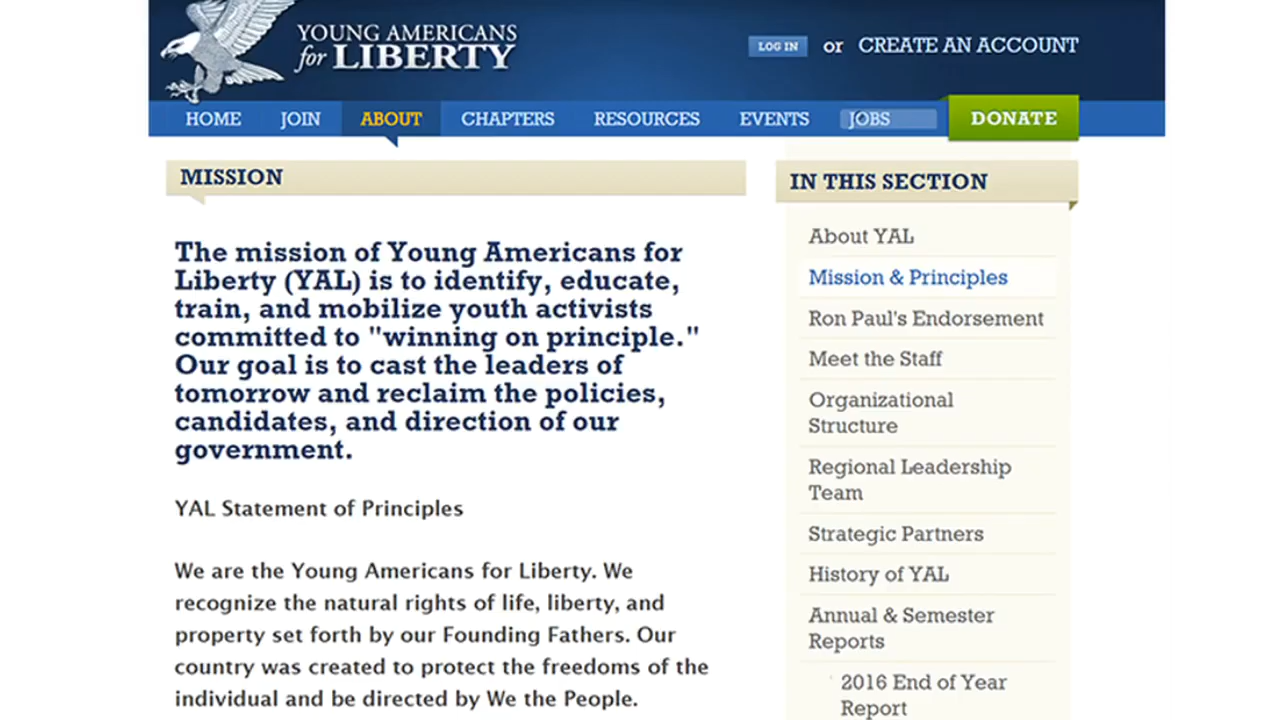 YOUNG AMERICANS
for LIBERTY
LOG IN or CREATE AN ACCOUNT
HOME JOIN ABOUT CHAPTERS RESOURCES EVENTS JOBS DONATE
MISSION
The mission of Young Americans for
Liberty (YAL) is to identify, educate,
train, and mobilize youth activists
committed to "winning on principle."
Our goal is to cast the leaders of
tomorrow and reclaim the policies,
candidates, and direction of our
government.
YAL Statement of Principles
We are the Young Americans for Liberty. We
recognize the natural rights of life, liberty, and
property set forth by our Founding Fathers. Our
country was created to protect the freedoms of the
individual and be directed by We the People.
IN THIS SECTION
About YAL
Mission & Principles
Ron Paul's Endorsement
Meet the Staff
Organizational
Structure
Regional Leadership
Team
Strategic Partners
History of YAL
Annual & Semester
Reports
2016 End of Year
Report